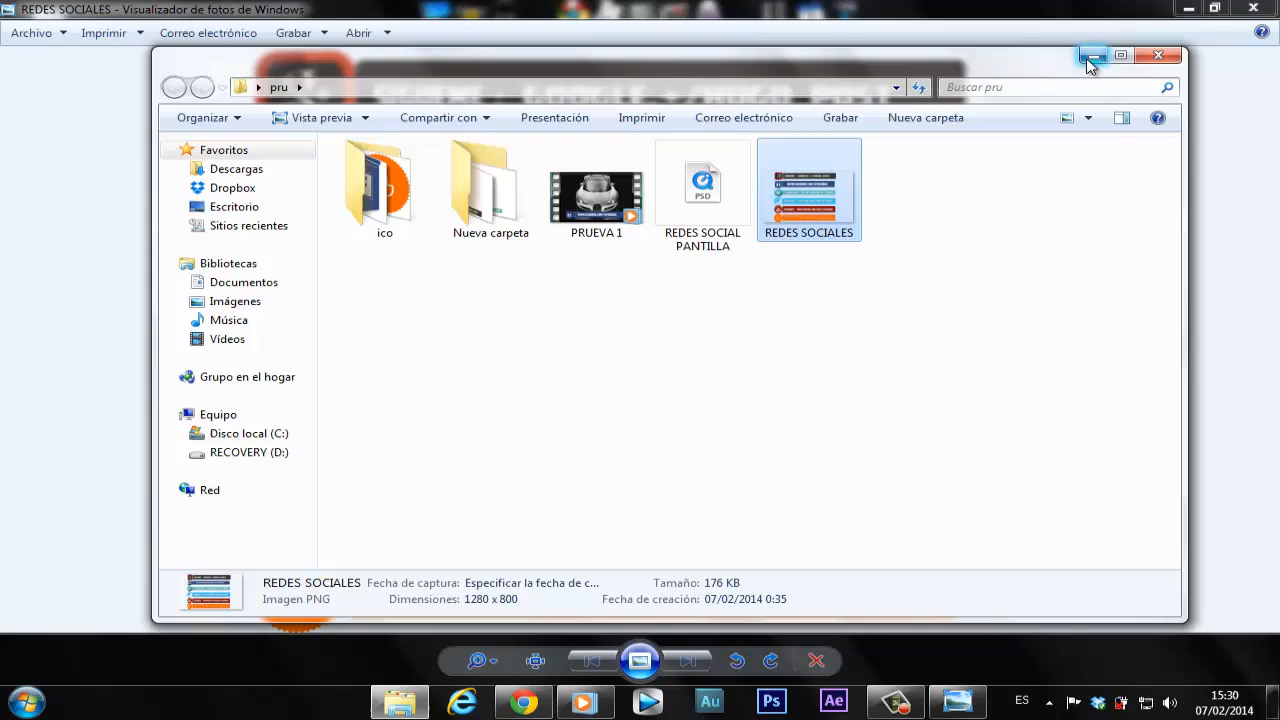 REDES SOCIALES - Visualizador de fotos de Windows
Archivo Imprimir Correo electrónico Grabar Abrir
pru
Buscar pru
Organizar Vista previa Compartir con Presentación Imprimir Correo electrónico Grabar Nueva carpeta
Favoritos
Descargas
Dropbox
Escritorio
Sitios recientes
Bibliotecas
Documentos
Imágenes
Música
Vídeos
Grupo en el hogar
Equipo
Disco local (C:)
RECOVERY (D:)
Red
ico
Nueva carpeta
PRUEVA 1
PSD
REDES SOCIAL
PANTILLA
REDES SOCIALES
REDES SOCIALES Fecha de captura: Especificar la fecha de c... Tamaño: 176 KB
Imagen PNG Dimensiones: 1280 x 800 Fecha de creación: 07/02/2014 0:35
Au Ps Ae
ES
15:30
07/02/2014